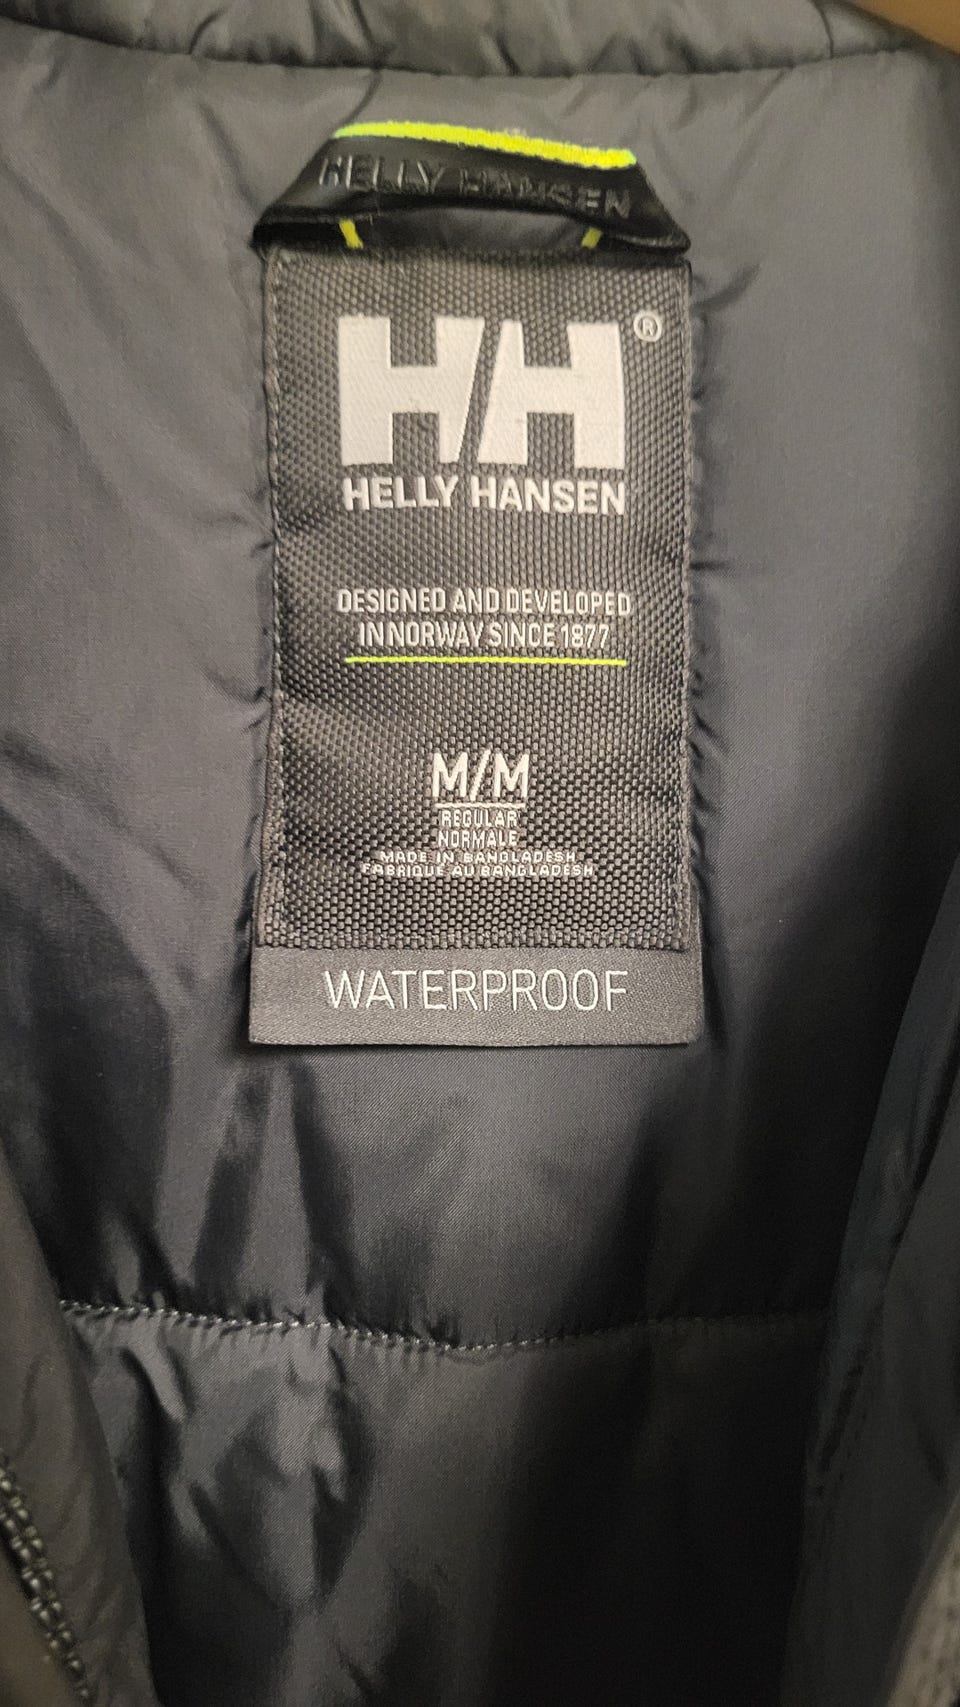 HELLY HANSEN
HH®
HELLY HANSEN
DESIGNED AND DEVELOPED
IN NORWAY SINCE 1877
M/M
REGULAR
NORMALE
MADE IN BANGLADESH
FABRIQUE AU BANGLADESH
WATERPROOF